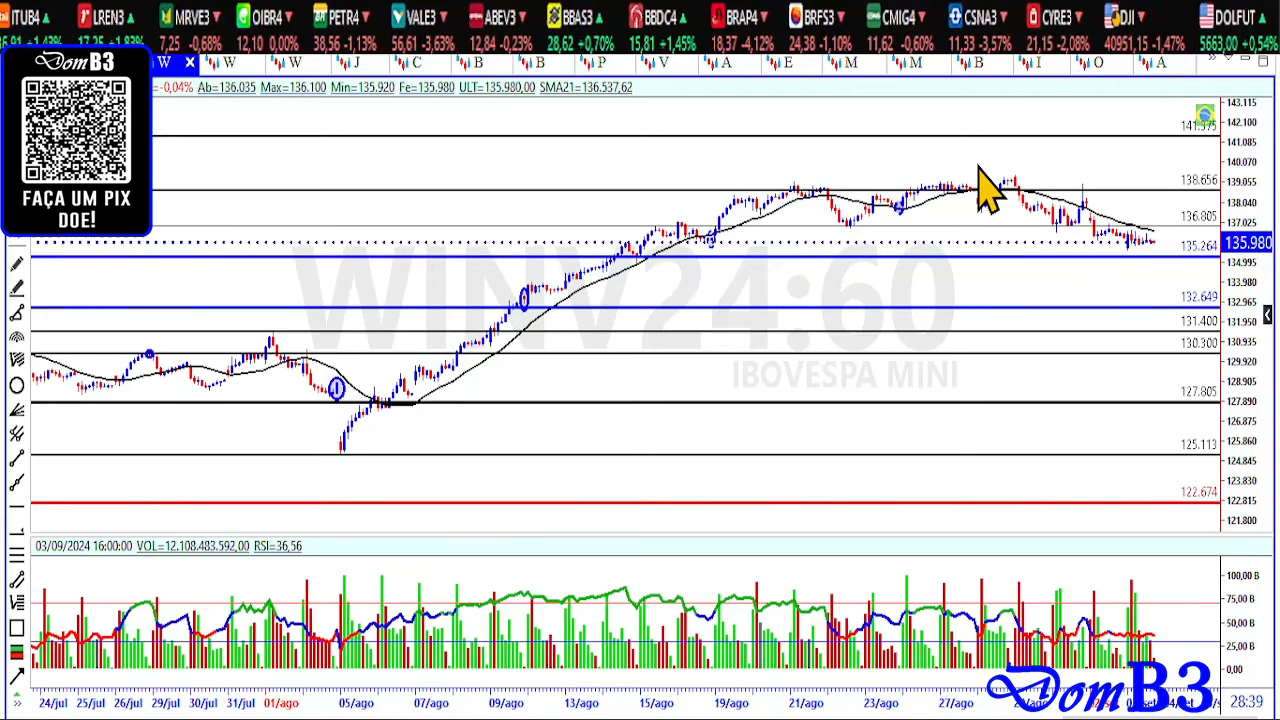 ITUB4▲ LREN3▲ MRVE3▼ OIBR4▼ PETR4▼ VALE3▼ ABEV3▼ BBAS3▲ BBDC4▲ BRAP4▼ BRFS3▼ CMIG4▼ CSNA3▼ CYRE3▼ DJI▼ DOLFUT▲
36,91 +1,43% 17,25 +1,83% 7,25 -0,68% 12,10 0,00% 38,56 -1,13% 56,61 -3,63% 12,84 -0,23% 28,62 +0,70% 15,81 +1,45% 18,37 -4,12% 24,38 -1,10% 11,62 -0,60% 11,33 -3,57% 21,15 -2,08% 40951,15 -1,47% 5663,00 +0,54%
DomB3
W × W W J C B B P V A E M M B I O A
FAÇA UM PIX
DOE!
=-0,04% Ab=136.035 Max=136.100 Min=135.920 Fe=135.980 ULT=135.980,00 SMA21=136.537,62
WINV24:60
IBOVESPA MINI
141.375
138.656
136.805
135.264
132.649
131.400
130.300
127.805
125.113
122.674
143.115
142.100
141.085
140.070
139.055
138.040
137.025
135.980
134.995
133.980
132.965
131.950
130.935
129.920
128.905
127.890
126.875
125.860
124.845
123.830
122.815
121.800
03/09/2024 16:00:00 VOL=12.108.483.592,00 RSI=36,56
100,00 B
75,00 B
50,00 B
25,00 B
0,00
24/jul 25/jul 26/jul 29/jul 30/jul 31/jul 01/ago 05/ago 07/ago 09/ago 13/ago 15/ago 19/ago 21/ago 23/ago 27/ago
28:39
DomB3